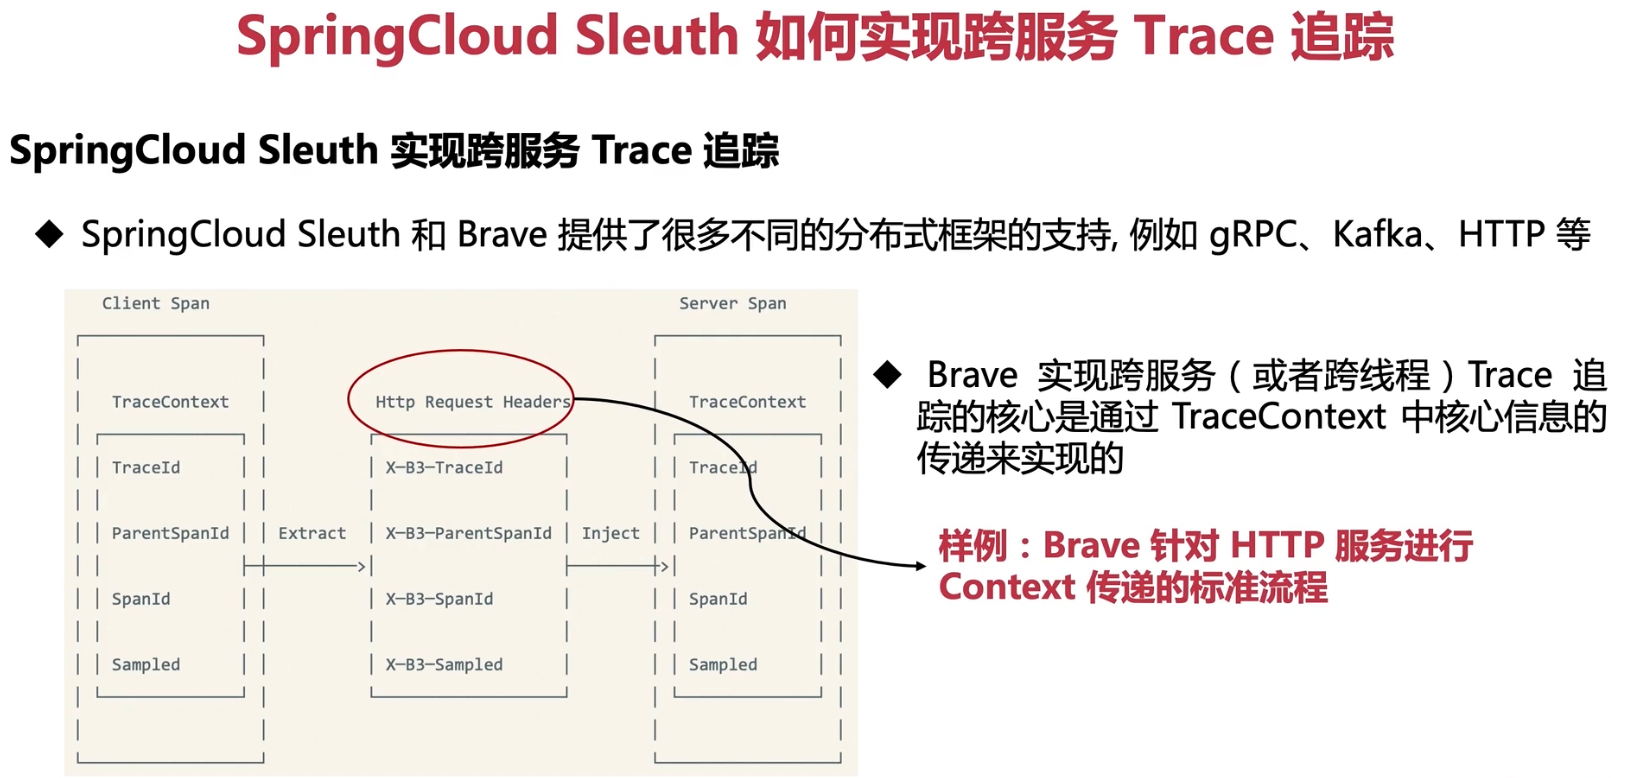 SpringCloud Sleuth 如何实现跨服务 Trace 追踪
SpringCloud Sleuth 实现跨服务 Trace 追踪
◆ SpringCloud Sleuth 和 Brave 提供了很多不同的分布式框架的支持, 例如 gRPC、Kafka、HTTP 等
Client Span
Server Span
TraceContext
Http Request Headers
TraceContext
TraceId
X-B3-TraceId
TraceId
ParentSpanId
Extract
X-B3-ParentSpanId
Inject
ParentSpanId
SpanId
X-B3-SpanId
SpanId
Sampled
X-B3-Sampled
Sampled
◆ Brave 实现跨服务（或者跨线程）Trace 追
踪的核心是通过 TraceContext 中核心信息的
传递来实现的
样例：Brave 针对 HTTP 服务进行
Context 传递的标准流程